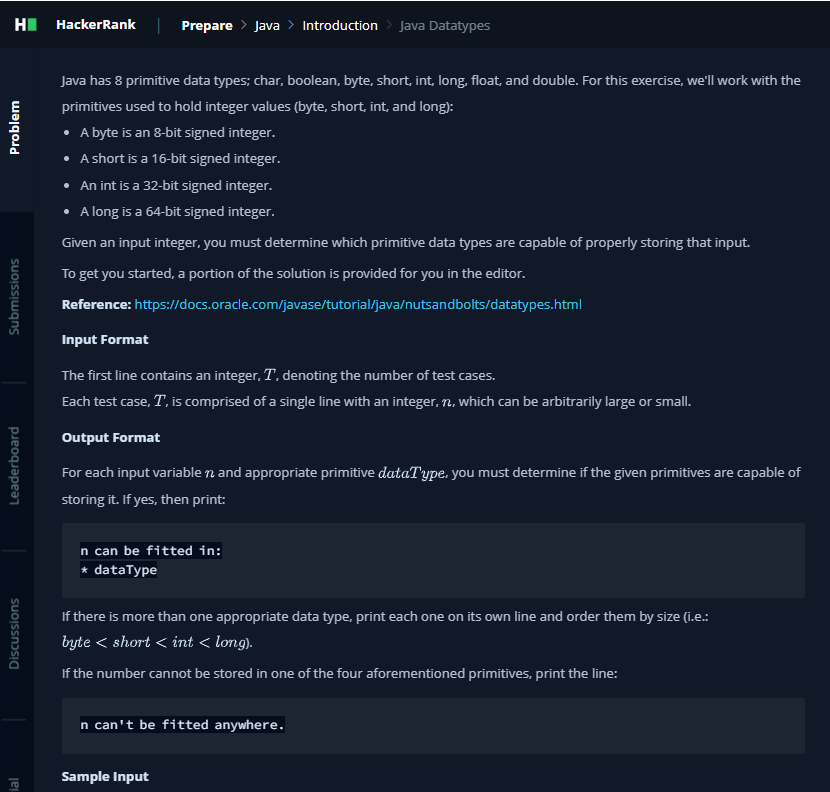 HackerRank | Prepare > Java > Introduction > Java Datatypes
Problem
Submissions
Leaderboard
Discussions
Java has 8 primitive data types; char, boolean, byte, short, int, long, float, and double. For this exercise, we'll work with the
primitives used to hold integer values (byte, short, int, and long):
• A byte is an 8-bit signed integer.
• A short is a 16-bit signed integer.
• An int is a 32-bit signed integer.
• A long is a 64-bit signed integer.
Given an input integer, you must determine which primitive data types are capable of properly storing that input.
To get you started, a portion of the solution is provided for you in the editor.
Reference: https://docs.oracle.com/javase/tutorial/java/nutsandbolts/datatypes.html
Input Format
The first line contains an integer, T, denoting the number of test cases.
Each test case, T, is comprised of a single line with an integer, n, which can be arbitrarily large or small.
Output Format
For each input variable n and appropriate primitive dataType, you must determine if the given primitives are capable of
storing it. If yes, then print:
n can be fitted in:
* dataType
If there is more than one appropriate data type, print each one on its own line and order them by size (i.e.:
byte < short < int < long).
If the number cannot be stored in one of the four aforementioned primitives, print the line:
n can't be fitted anywhere.
Sample Input